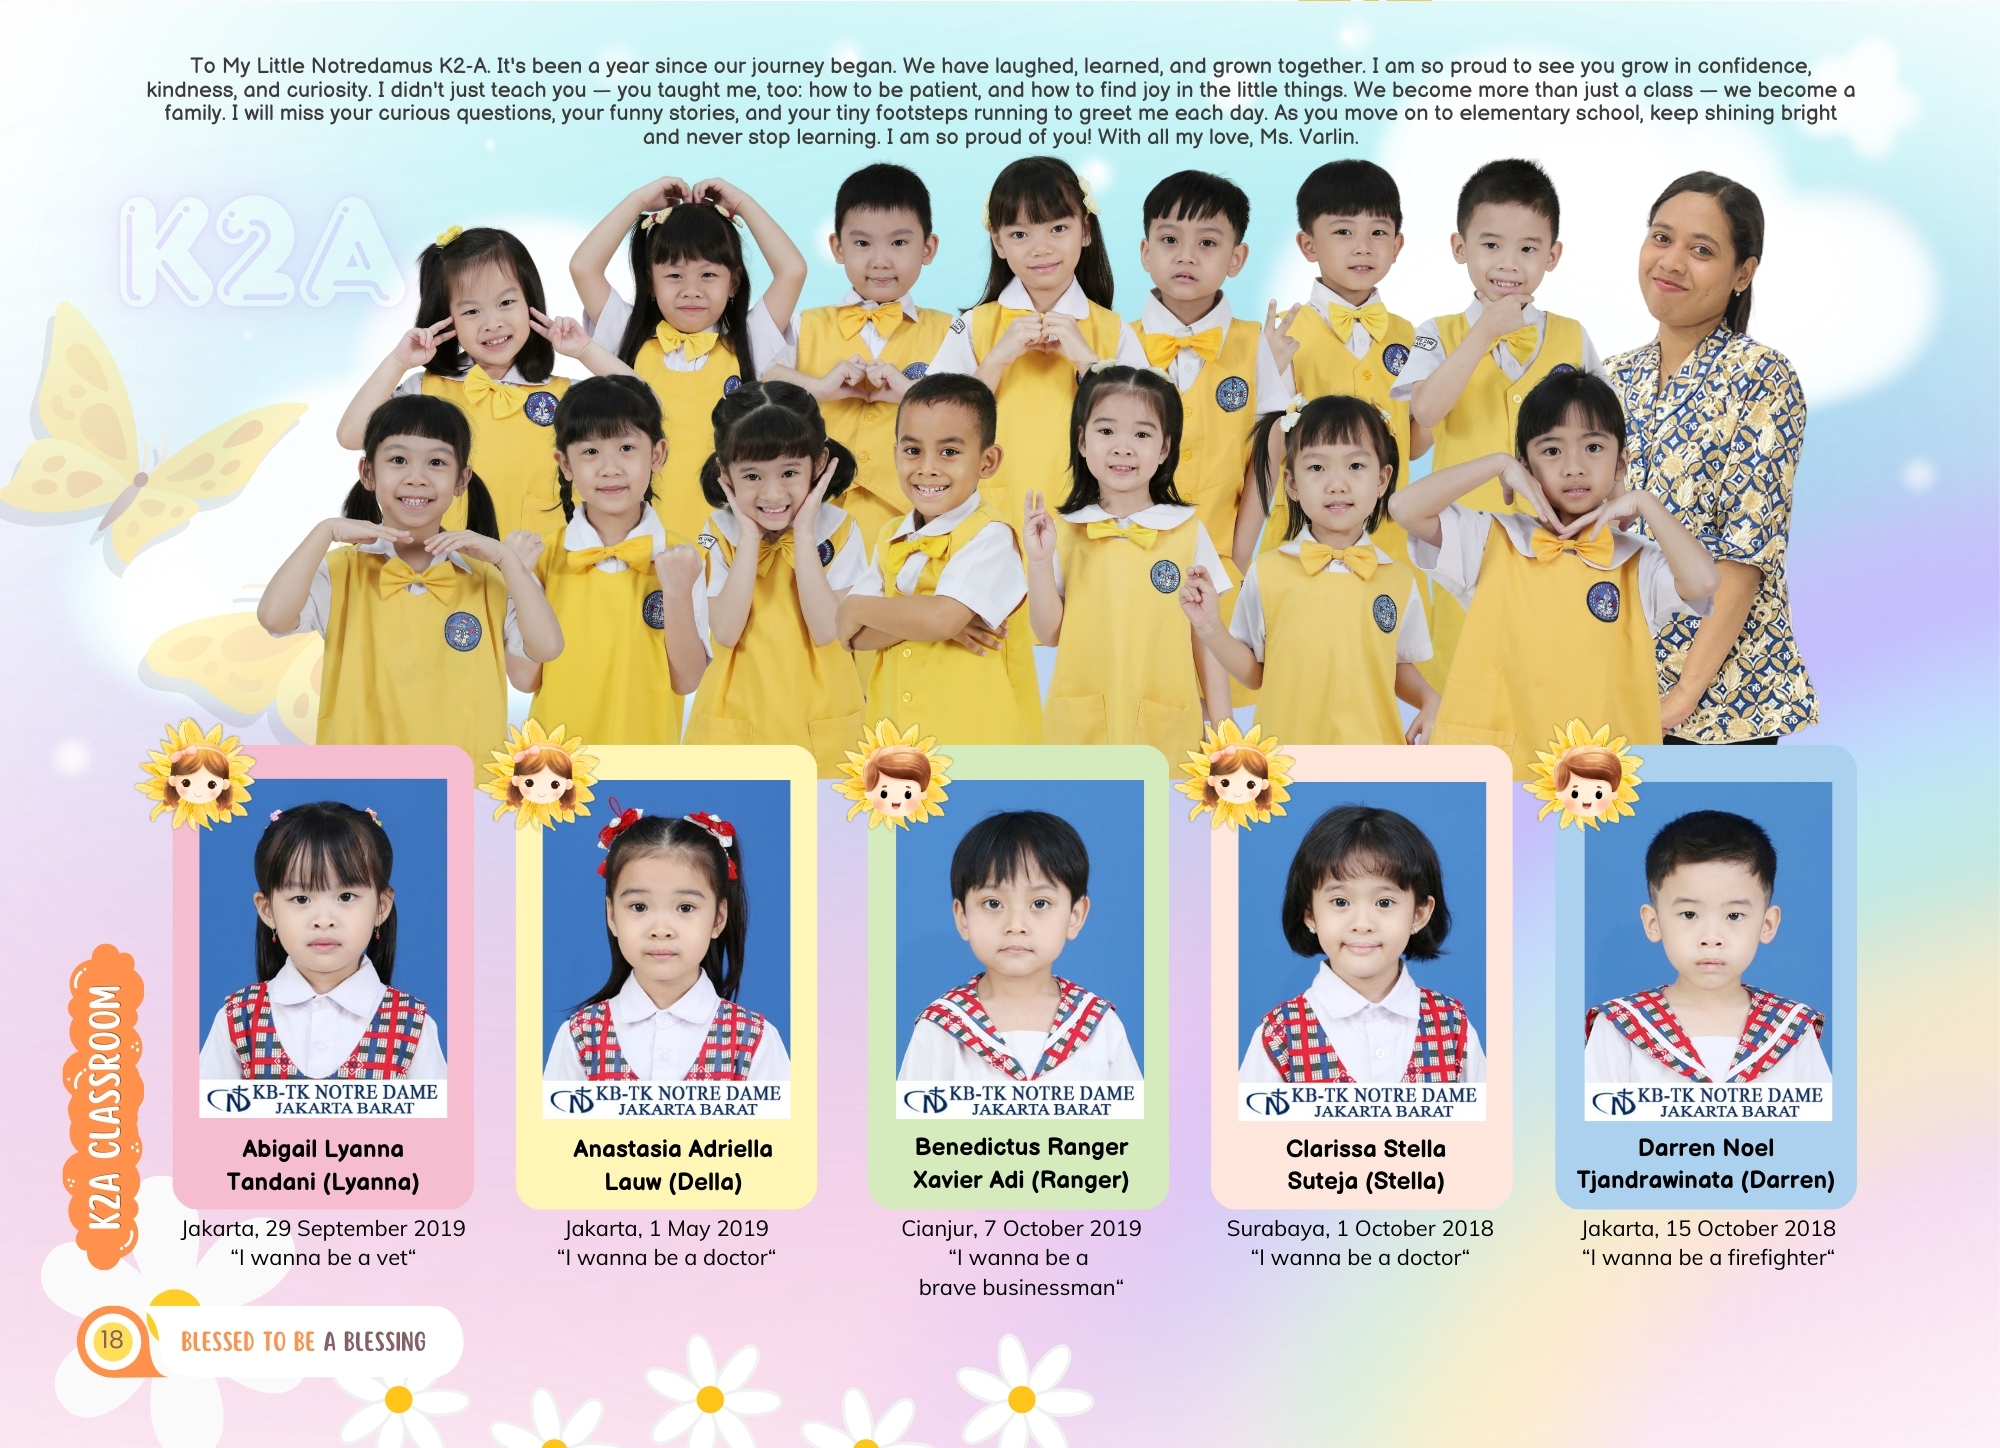 To My Little Notredamus K2-A. It's been a year since our journey began. We have laughed, learned, and grown together. I am so proud to see you grow in confidence,
kindness, and curiosity. I didn't just teach you — you taught me, too: how to be patient, and how to find joy in the little things. We become more than just a class — we become a
family. I will miss your curious questions, your funny stories, and your tiny footsteps running to greet me each day. As you move on to elementary school, keep shining bright
and never stop learning. I am so proud of you! With all my love, Ms. Varlin.
K2A
K2A CLASSROOM
KB-TK NOTRE DAME
JAKARTA BARAT
Abigail Lyanna
Tandani (Lyanna)
Jakarta, 29 September 2019
“I wanna be a vet“
KB-TK NOTRE DAME
JAKARTA BARAT
Anastasia Adriella
Lauw (Della)
Jakarta, 1 May 2019
“I wanna be a doctor“
KB-TK NOTRE DAME
JAKARTA BARAT
Benedictus Ranger
Xavier Adi (Ranger)
Cianjur, 7 October 2019
“I wanna be a
brave businessman“
KB-TK NOTRE DAME
JAKARTA BARAT
Clarissa Stella
Suteja (Stella)
Surabaya, 1 October 2018
“I wanna be a doctor“
KB-TK NOTRE DAME
JAKARTA BARAT
Darren Noel
Tjandrawinata (Darren)
Jakarta, 15 October 2018
“I wanna be a firefighter“
18
BLESSED TO BE A BLESSING